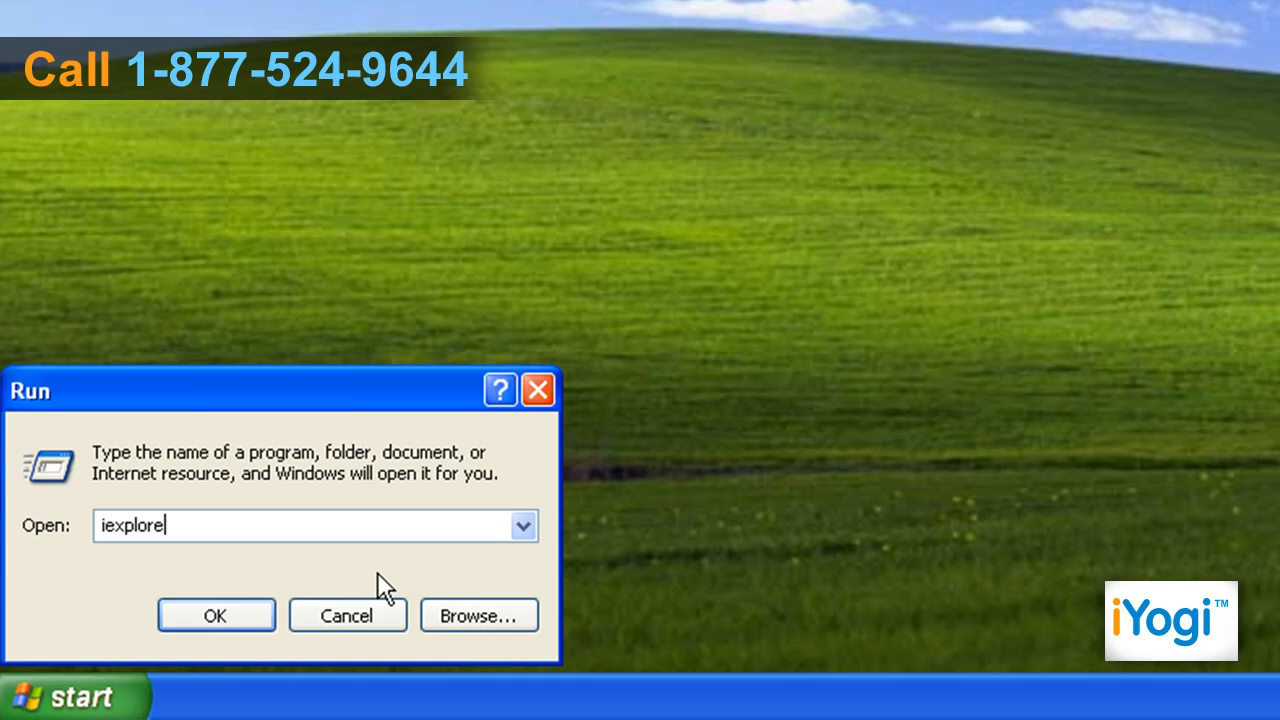 Call 1-877-524-9644
Run
Type the name of a program, folder, document, or
Internet resource, and Windows will open it for you.
Open: iexplore
OK Cancel Browse...
iYogi™
start